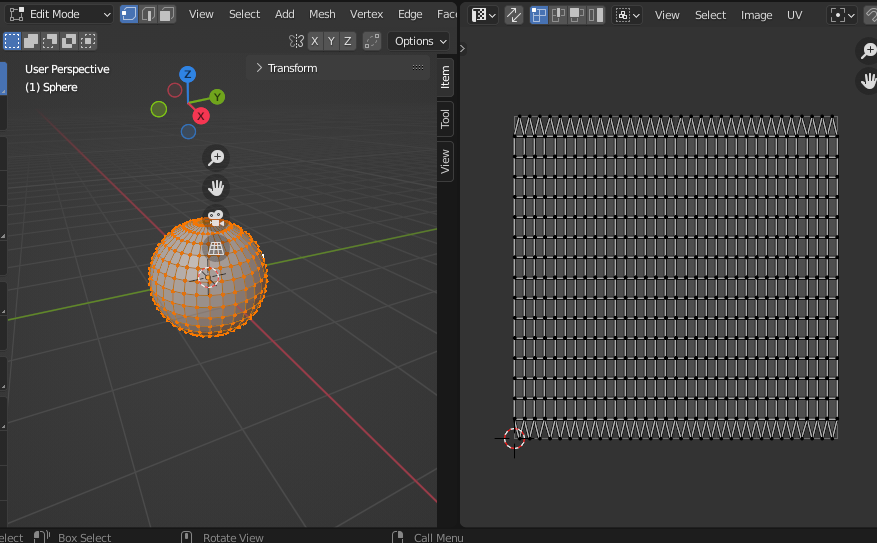 Edit Mode View Select Add Mesh Vertex Edge Face View Select Image UV
X Y Z Options
User Perspective
(1) Sphere
Transform
Item
Tool
View
Z
Y
X
elect Box Select Rotate View Call Menu